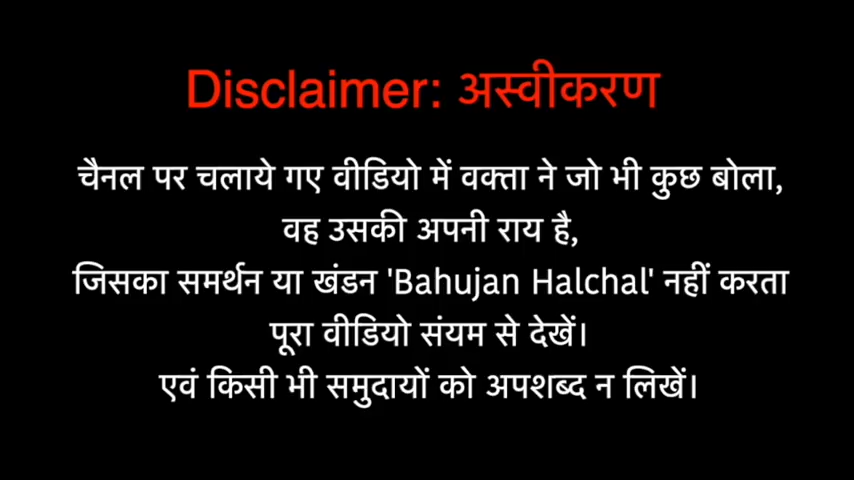 Disclaimer: अस्वीकरण
चैनल पर चलाये गए वीडियो में वक्ता ने जो भी कुछ बोला,
वह उसकी अपनी राय है,
जिसका समर्थन या खंडन 'Bahujan Halchal' नहीं करता
पूरा वीडियो संयम से देखें।
एवं किसी भी समुदायों को अपशब्द न लिखें।